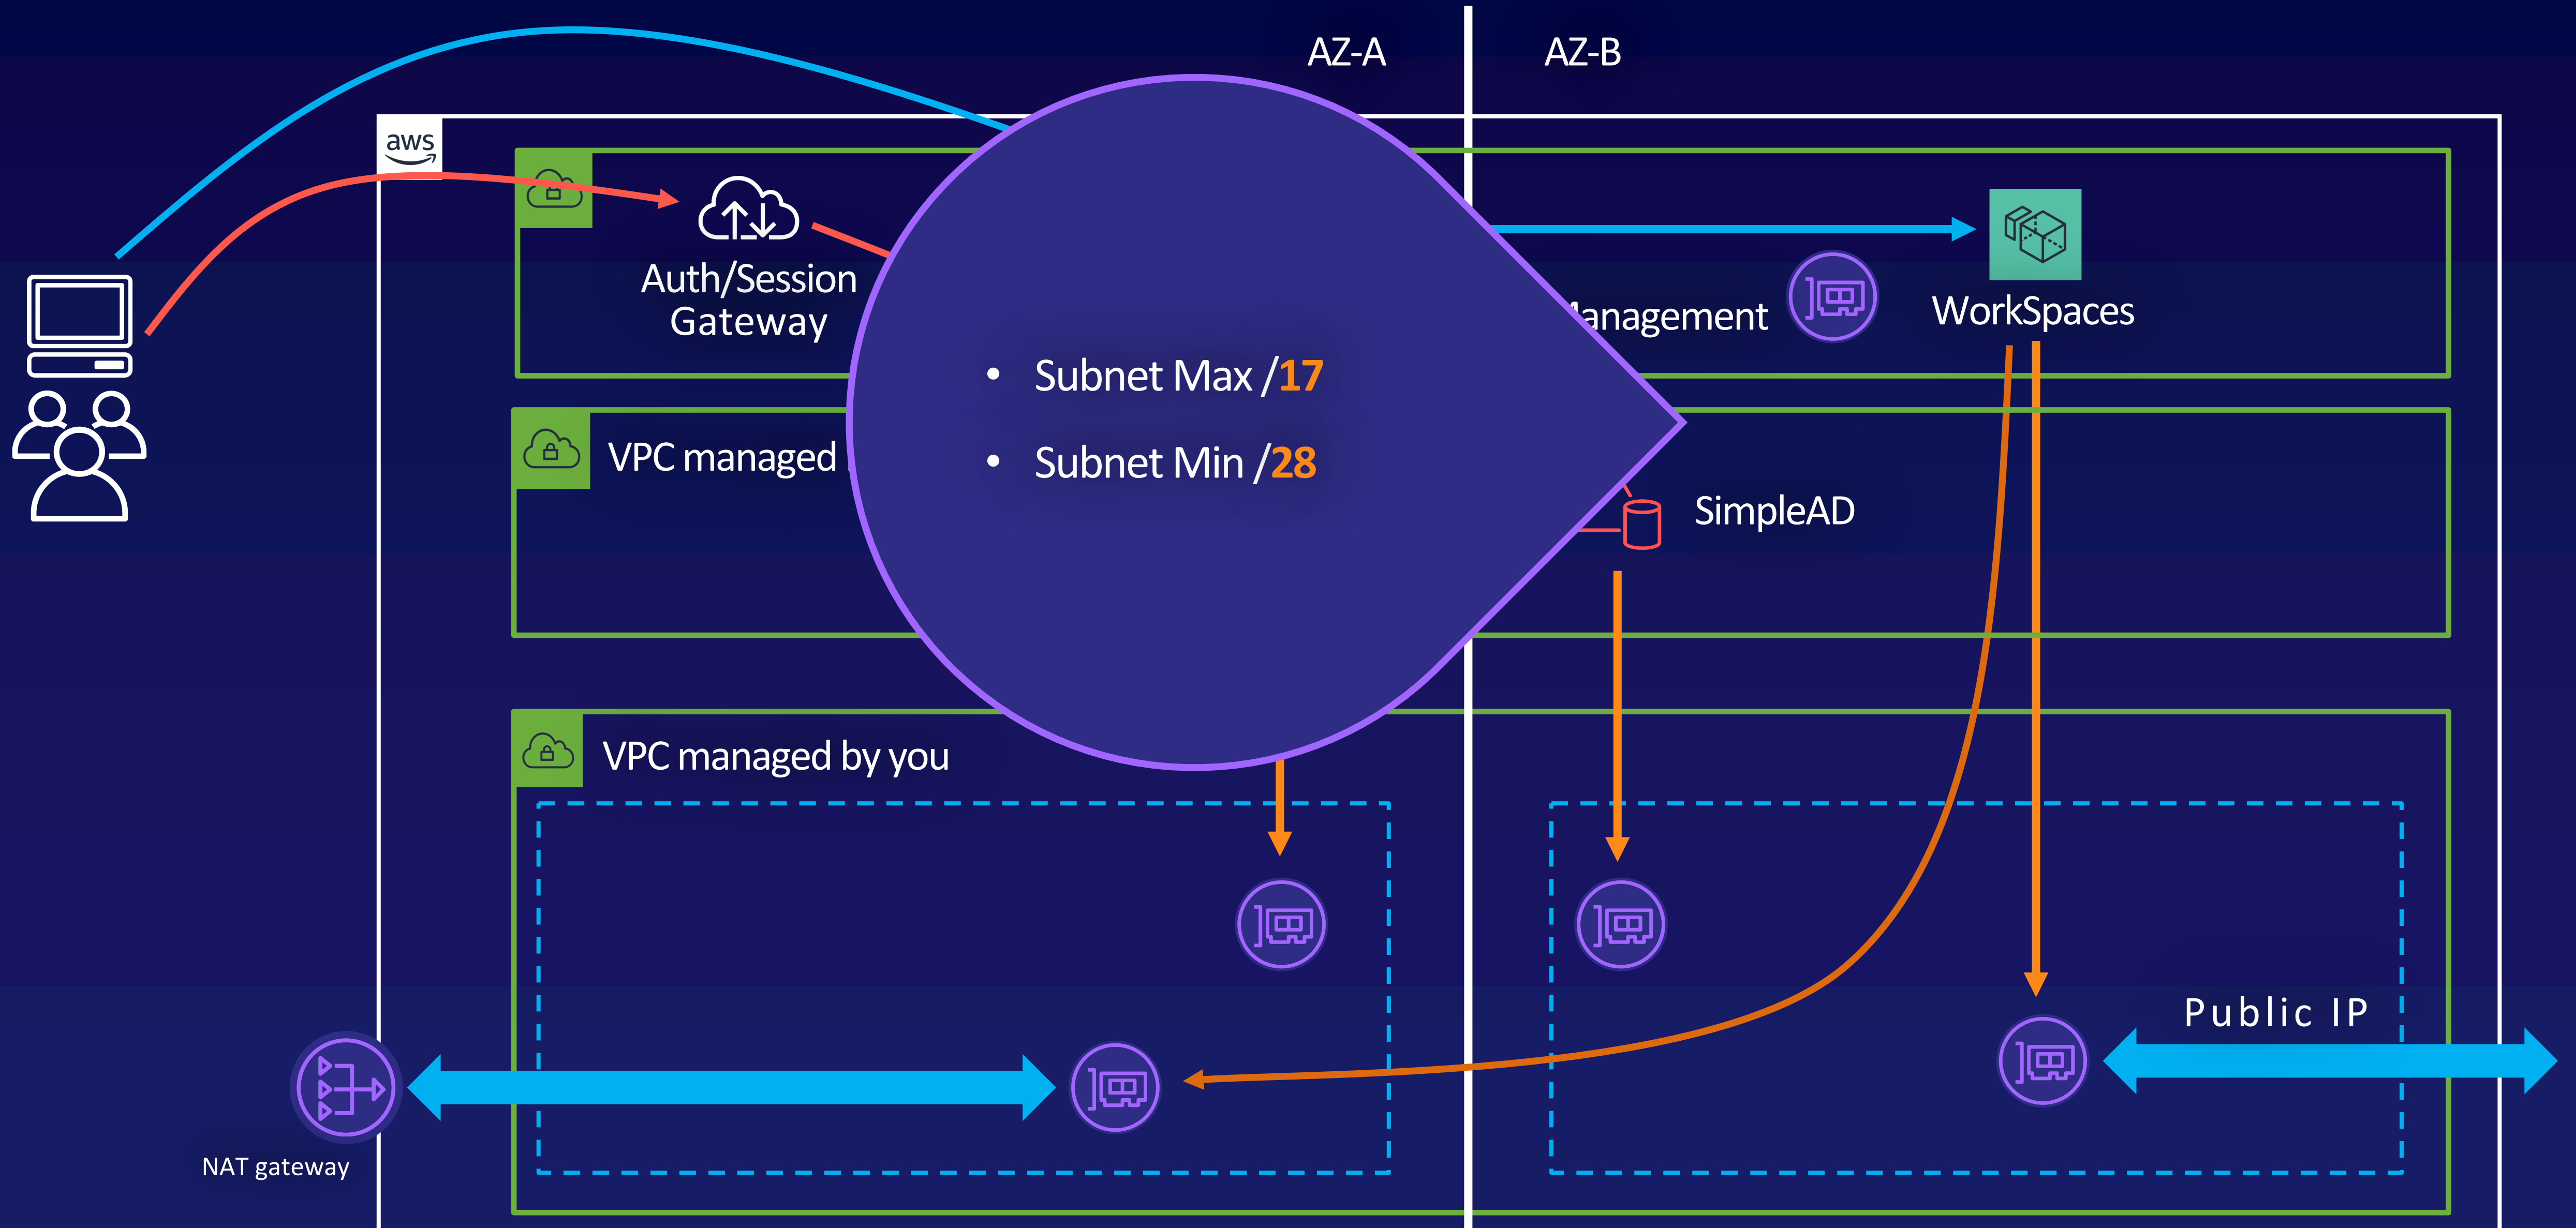 AZ-A
AZ-B
aws
Auth/Session
Gateway
WorkSpaces
• Subnet Max /17
• Subnet Min /28
VPC managed
SimpleAD
VPC managed by you
Public IP
NAT gateway